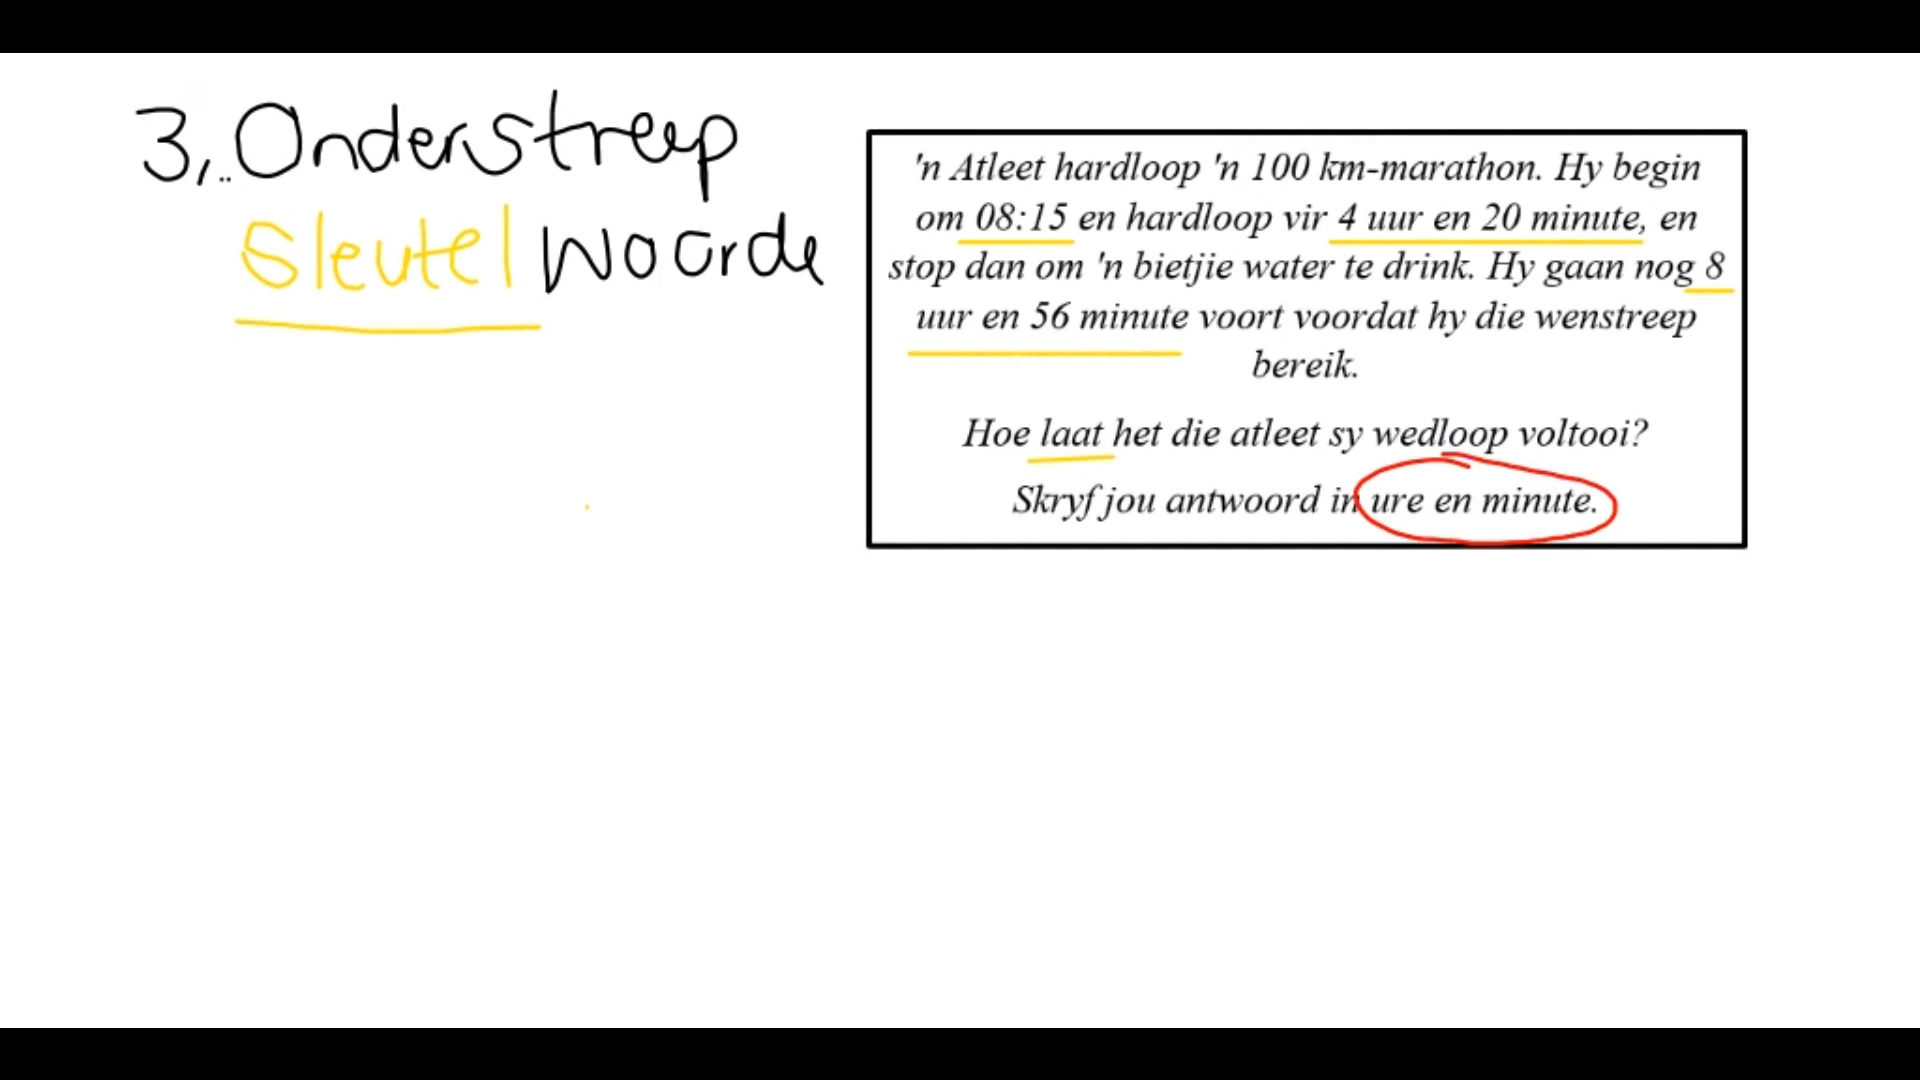 3. Onderstreep
Sleutel woorde
'n Atleet hardloop 'n 100 km-marathon. Hy begin
om 08:15 en hardloop vir 4 uur en 20 minute, en
stop dan om 'n bietjie water te drink. Hy gaan nog 8
uur en 56 minute voort voordat hy die wenstreep
bereik.
Hoe laat het die atleet sy wedloop voltooi?
Skryf jou antwoord in ure en minute.